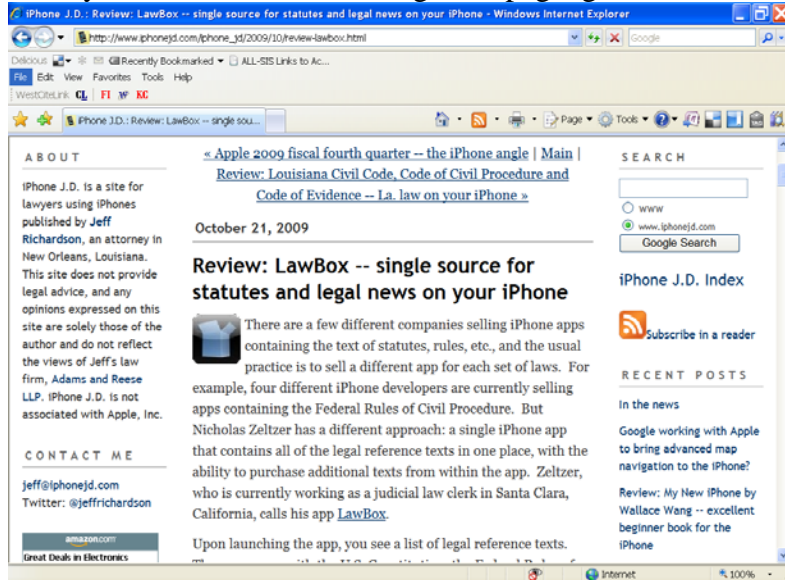 iPhone J.D.: Review: LawBox -- single source for statutes and legal news on your iPhone - Windows Internet Explorer
http://www.iphonejd.com/iphone_jd/2009/10/review-lawbox.html
Google
Delicious Recently Bookmarked ALL-SIS Links to Ac...
File Edit View Favorites Tools Help
WestCiteLink CL FI W KC
iPhone J.D.: Review: LawBox -- single sou...
Page Tools
ABOUT
iPhone J.D. is a site for
lawyers using iPhones
published by Jeff
Richardson, an attorney in
New Orleans, Louisiana.
This site does not provide
legal advice, and any
opinions expressed on this
site are solely those of the
author and do not reflect
the views of Jeff's law
firm, Adams and Reese
LLP. iPhone J.D. is not
associated with Apple, Inc.
CONTACT ME
jeff@iphonejd.com
Twitter: @jeffrichardson
amazon.com
Great Deals in Electronics
« Apple 2009 fiscal fourth quarter -- the iPhone angle | Main |
Review: Louisiana Civil Code, Code of Civil Procedure and
Code of Evidence -- La. law on your iPhone »
October 21, 2009
Review: LawBox -- single source for
statutes and legal news on your iPhone
There are a few different companies selling iPhone apps
containing the text of statutes, rules, etc., and the usual
practice is to sell a different app for each set of laws. For
example, four different iPhone developers are currently selling
apps containing the Federal Rules of Civil Procedure. But
Nicholas Zeltzer has a different approach: a single iPhone app
that contains all of the legal reference texts in one place, with the
ability to purchase additional texts from within the app. Zeltzer,
who is currently working as a judicial law clerk in Santa Clara,
California, calls his app LawBox.
Upon launching the app, you see a list of legal reference texts.
SEARCH
www
www.iphonejd.com
Google Search
iPhone J.D. Index
Subscribe in a reader
RECENT POSTS
In the news
Google working with Apple
to bring advanced map
navigation to the iPhone?
Review: My New iPhone by
Wallace Wang -- excellent
beginner book for the
iPhone
Internet
100%